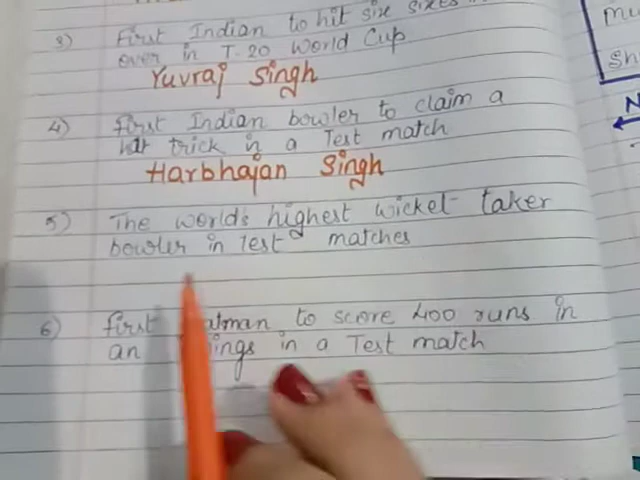 3) First Indian to hit six sixes in
over in T-20 World Cup
Yuvraj Singh
4) first Indian bowler to claim a
hat trick in a Test match
Harbhajan Singh
5) The world's highest wicket taker
bowler in Test matches
6) first to score 400 runs in
an in a Test match